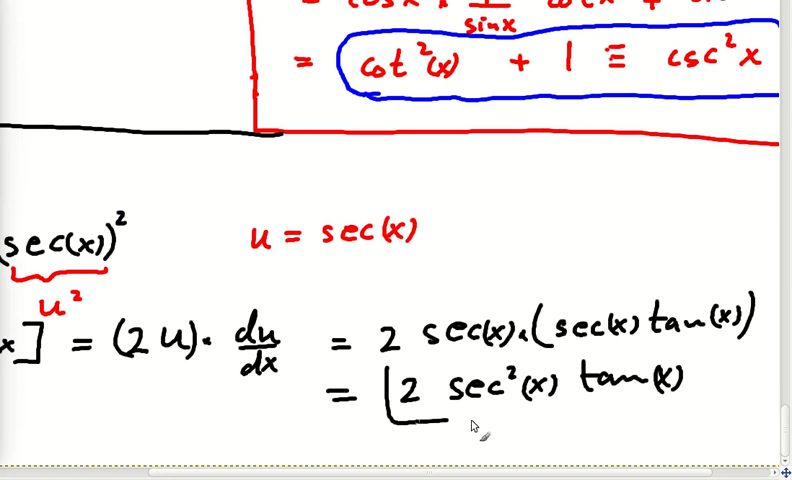 sinx
= cot²(x) + 1 ≡ csc²x
(sec(x))² u = sec(x)
u²
x] = (2u)· du/dx = 2 sec(x)·(sec(x) tan(x))
= 2 sec²(x) tan(x)